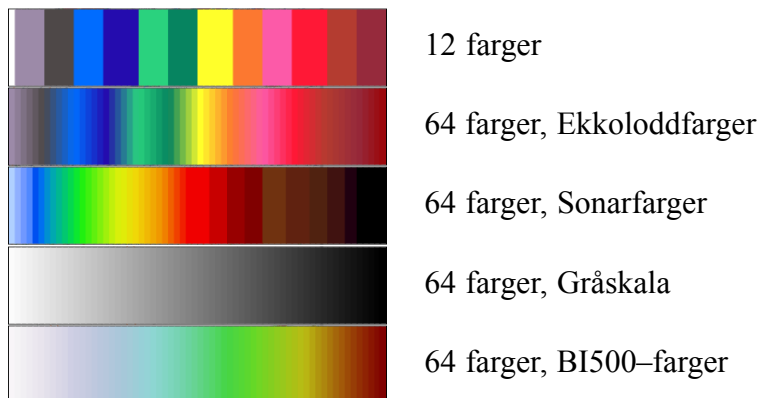 12 farger
64 farger, Ekkoloddfarger
64 farger, Sonarfarger
64 farger, Gråskala
64 farger, BI500–farger